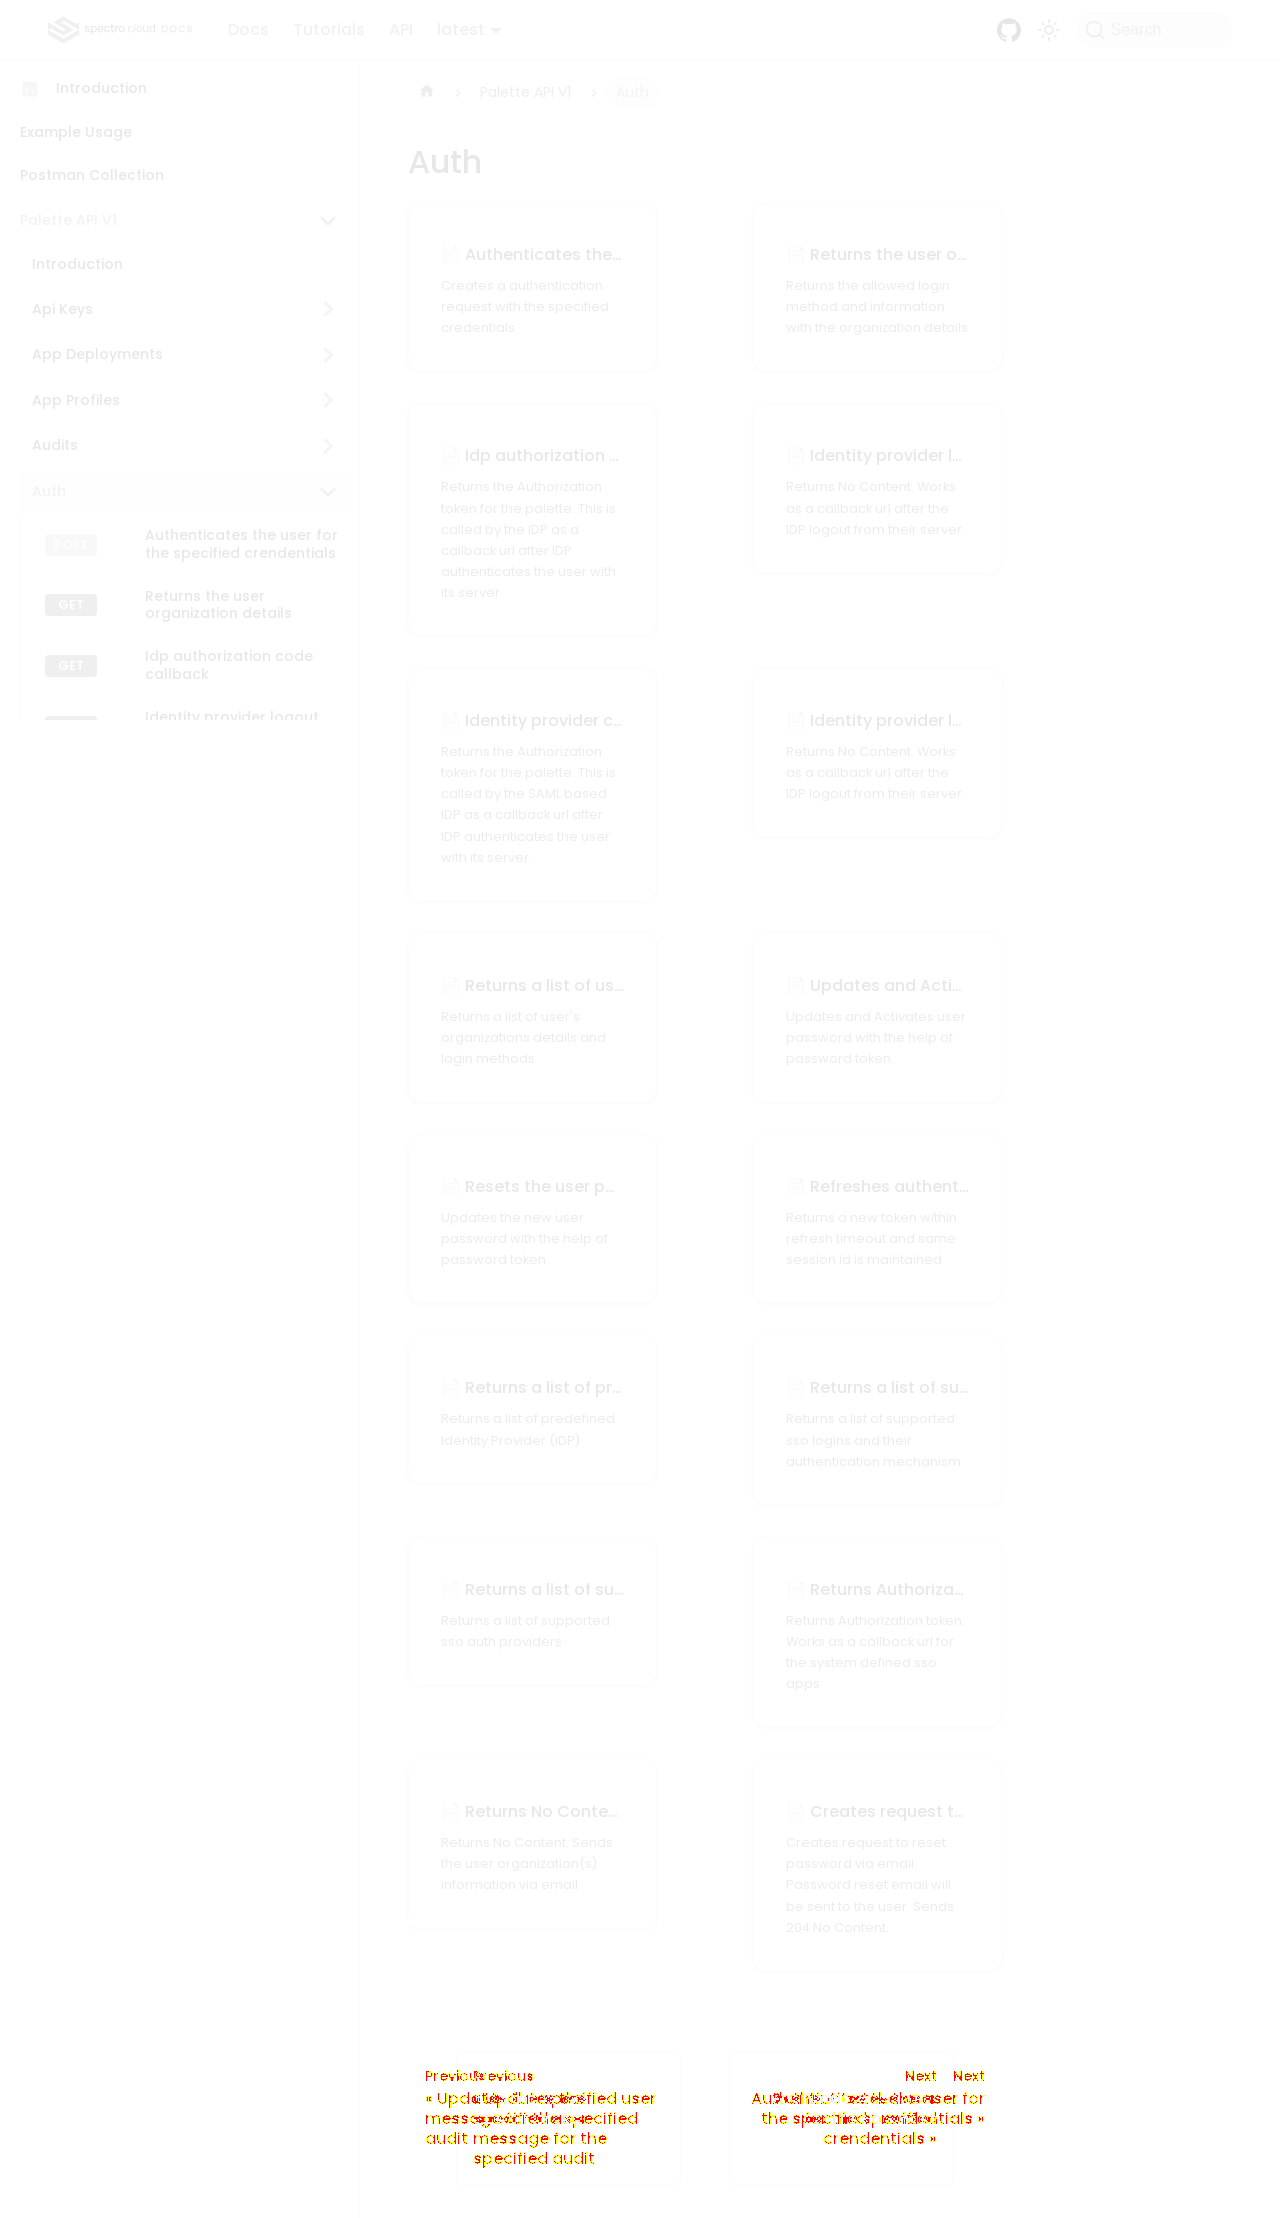 spectro cloud DOCS
Docs
Tutorials
API
latest
Search
Introduction
Example Usage
Postman Collection
Palette API V1
Introduction
Api Keys
App Deployments
App Profiles
Audits
Auth
POST
Authenticates the user for
the specified crendentials
GET
Returns the user
organization details
GET
Idp authorization code
callback
Identity provider logout
Palette API V1
Auth
Auth
Authenticates the...
Creates a authentication
request with the specified
credentials
Returns the user o...
Returns the allowed login
method and information
with the organization details
Idp authorization ...
Returns the Authorization
token for the palette. This is
called by the IDP as a
callback url after IDP
authenticates the user with
its server.
Identity provider l...
Returns No Content. Works
as a callback url after the
IDP logout from their server
Identity provider c...
Returns the Authorization
token for the palette. This is
called by the SAML based
IDP as a callback url after
IDP authenticates the user
with its server
Identity provider l...
Returns No Content. Works
as a callback url after the
IDP logout from their server
Returns a list of us...
Returns a list of user's
organizations details and
login methods
Updates and Acti...
Updates and Activates user
password with the help of
password token
Resets the user p...
Updates the new user
password with the help of
password token
Refreshes authent...
Returns a new token within
refresh timeout and same
session id is maintained
Returns a list of pr...
Returns a list of predefined
Identity Provider (IDP)
Returns a list of su...
Returns a list of supported
sso logins and their
authentication mechanism
Returns a list of su...
Returns a list of supported
sso auth providers
Returns Authoriza...
Returns Authorization token.
Works as a callback url for
the system defined sso
apps
Returns No Conte...
Returns No Content. Sends
the user organization(s)
information via email
Creates request t...
Creates request to reset
password via email.
Password reset email will
be sent to the user. Sends
204 No Content.
Previous
Previous
message for the
specified audit
audit
Next
Next
crendentials »